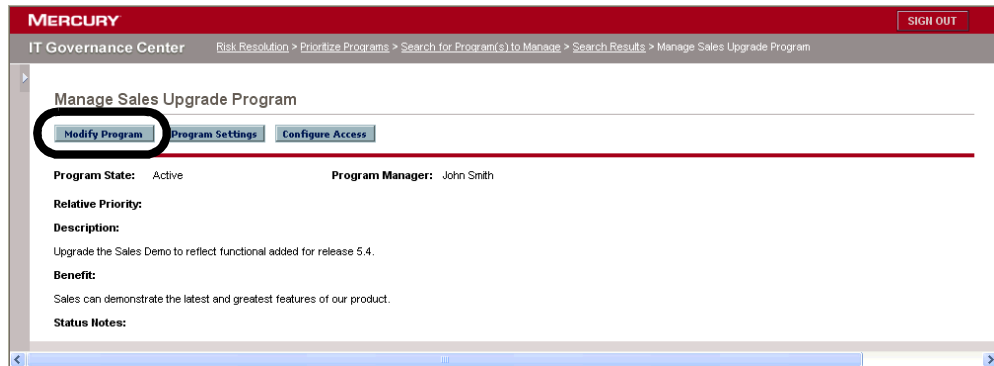 MERCURY
SIGN OUT
IT Governance Center
Risk Resolution > Prioritize Programs > Search for Program(s) to Manage > Search Results > Manage Sales Upgrade Program
Manage Sales Upgrade Program
Modify Program
Program Settings
Configure Access
Program State: Active
Program Manager: John Smith
Relative Priority:
Description:
Upgrade the Sales Demo to reflect functional added for release 5.4.
Benefit:
Sales can demonstrate the latest and greatest features of our product.
Status Notes: